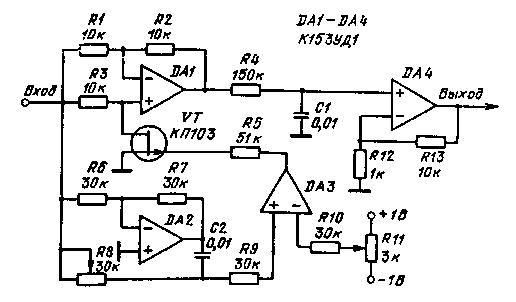 R1
10к
R2
10к
DA1–DA4
К153УД1
Вход
R3
10к
DA1
R4
150к
DA4
Выход
VT
КП103
R5
51к
C1
0,01
R12
1к
R13
10к
R6
30к
R7
30к
DA3
+1В
DA2
C2
0,01
R10
30к
R11
3к
R8
30к
R9
30к
–1В